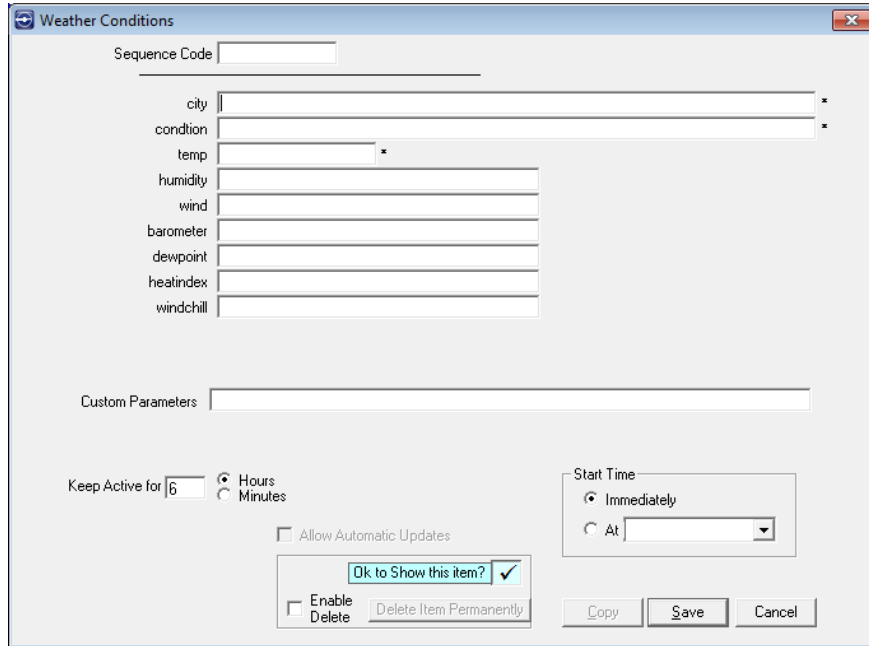 Weather Conditions
Sequence Code
city *
condtion *
temp *
humidity
wind
barometer
dewpoint
heatindex
windchill
Custom Parameters
Keep Active for 6 Hours
Minutes
Start Time
Immediately
At
Allow Automatic Updates
Ok to Show this item?
Enable
Delete
Delete Item Permanently
Copy Save Cancel